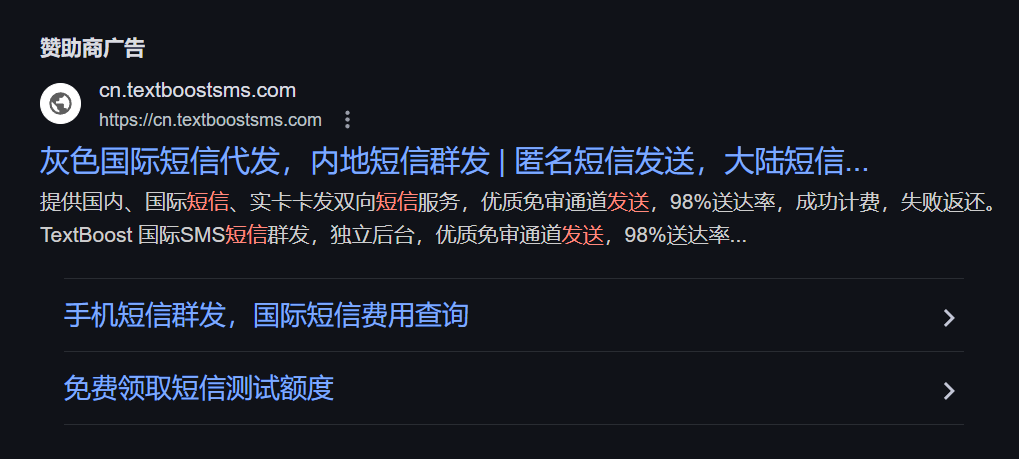 赞助商广告
cn.textboostsms.com
https://cn.textboostsms.com
灰色国际短信代发，内地短信群发 | 匿名短信发送，大陆短信...
提供国内、国际短信、实卡卡发双向短信服务，优质免审通道发送，98%送达率，成功计费，失败返还。
TextBoost 国际SMS短信群发，独立后台，优质免审通道发送，98%送达率...
手机短信群发，国际短信费用查询
免费领取短信测试额度